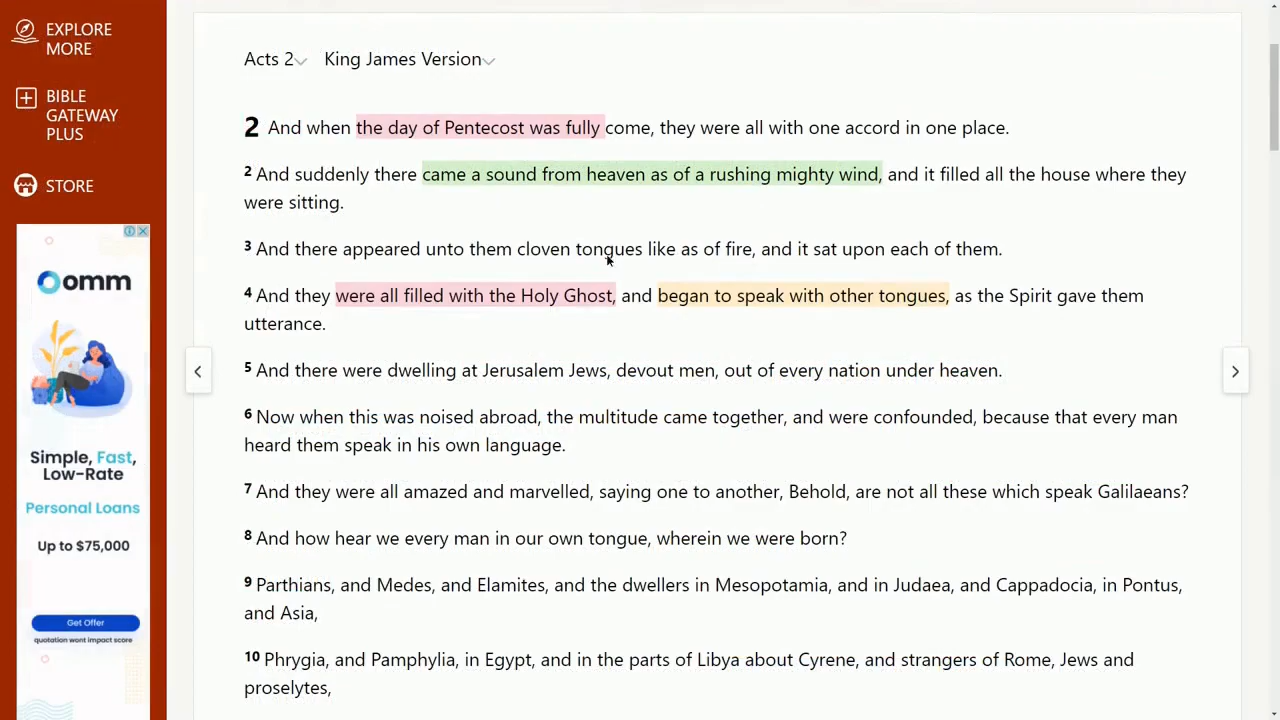 EXPLORE
MORE
BIBLE
GATEWAY
PLUS
STORE
omm
Simple, Fast,
Low-Rate
Personal Loans
Up to $75,000
Get Offer
quotation wont impact score
Acts 2 King James Version
2 And when the day of Pentecost was fully come, they were all with one accord in one place.
2 And suddenly there came a sound from heaven as of a rushing mighty wind, and it filled all the house where they
were sitting.
3 And there appeared unto them cloven tongues like as of fire, and it sat upon each of them.
4 And they were all filled with the Holy Ghost, and began to speak with other tongues, as the Spirit gave them
utterance.
5 And there were dwelling at Jerusalem Jews, devout men, out of every nation under heaven.
6 Now when this was noised abroad, the multitude came together, and were confounded, because that every man
heard them speak in his own language.
7 And they were all amazed and marvelled, saying one to another, Behold, are not all these which speak Galilaeans?
8 And how hear we every man in our own tongue, wherein we were born?
9 Parthians, and Medes, and Elamites, and the dwellers in Mesopotamia, and in Judaea, and Cappadocia, in Pontus,
and Asia,
10 Phrygia, and Pamphylia, in Egypt, and in the parts of Libya about Cyrene, and strangers of Rome, Jews and
proselytes,